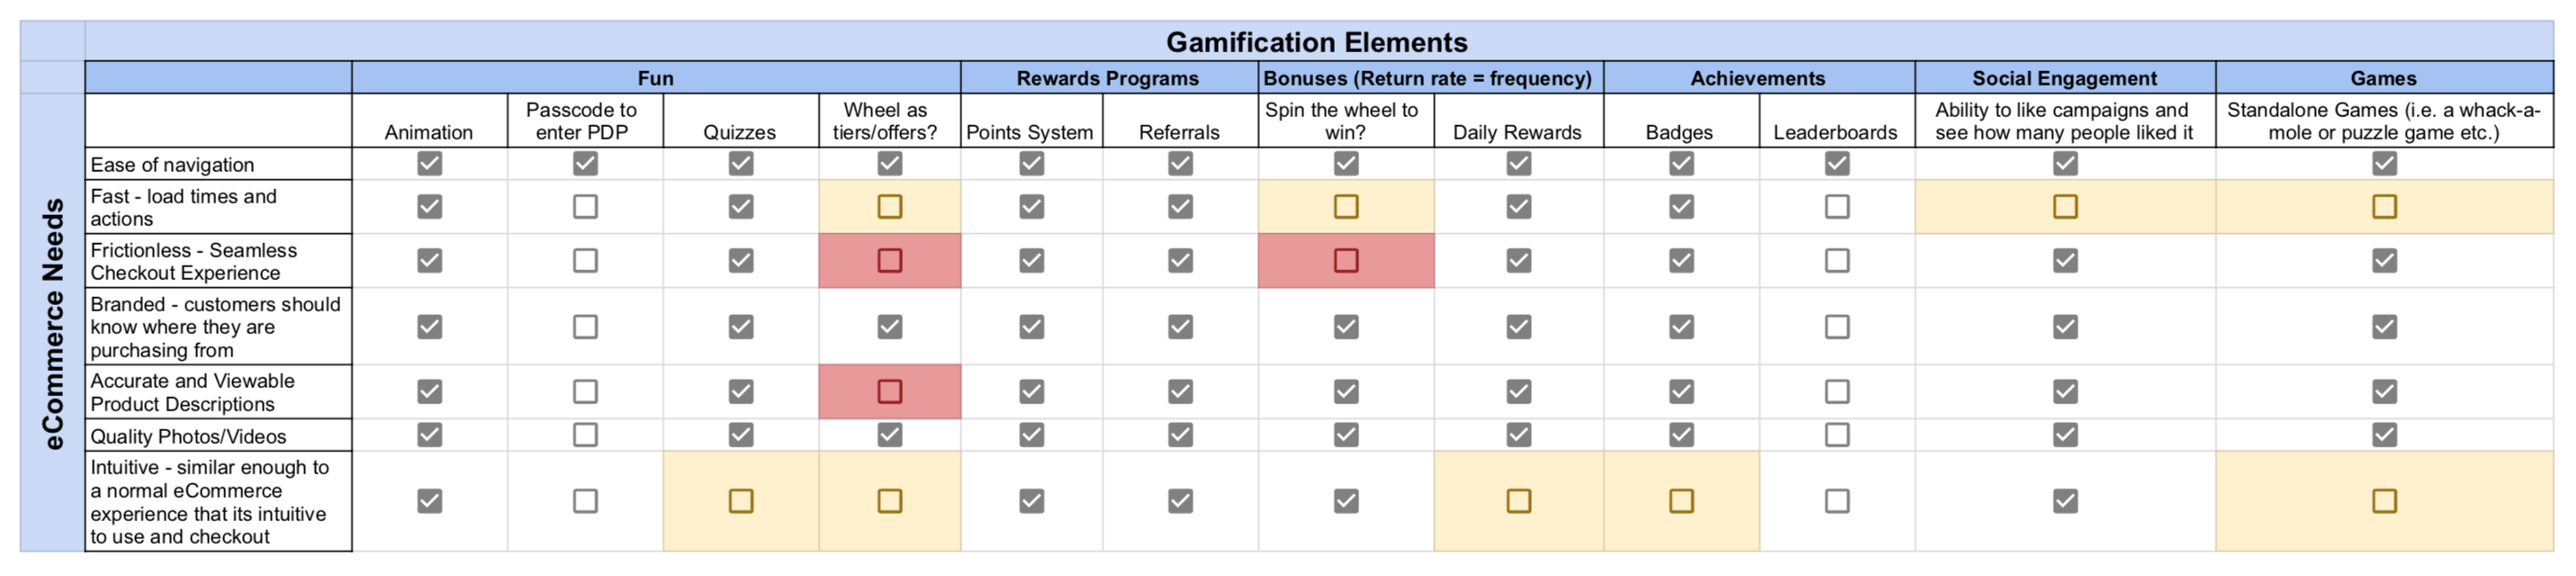 Gamification Elements
Fun
Rewards Programs
Bonuses (Return rate = frequency)
Achievements
Social Engagement
Games
Animation
Passcode to
enter PDP
Quizzes
Wheel as
tiers/offers?
Points System
Referrals
Spin the wheel to
win?
Daily Rewards
Badges
Leaderboards
Ability to like campaigns and
see how many people liked it
Standalone Games (i.e. a whack-a-
mole or puzzle game etc.)
eCommerce Needs
Ease of navigation
Fast - load times and
actions
Frictionless - Seamless
Checkout Experience
Branded - customers should
know where they are
purchasing from
Accurate and Viewable
Product Descriptions
Quality Photos/Videos
Intuitive - similar enough to
a normal eCommerce
experience that its intuitive
to use and checkout